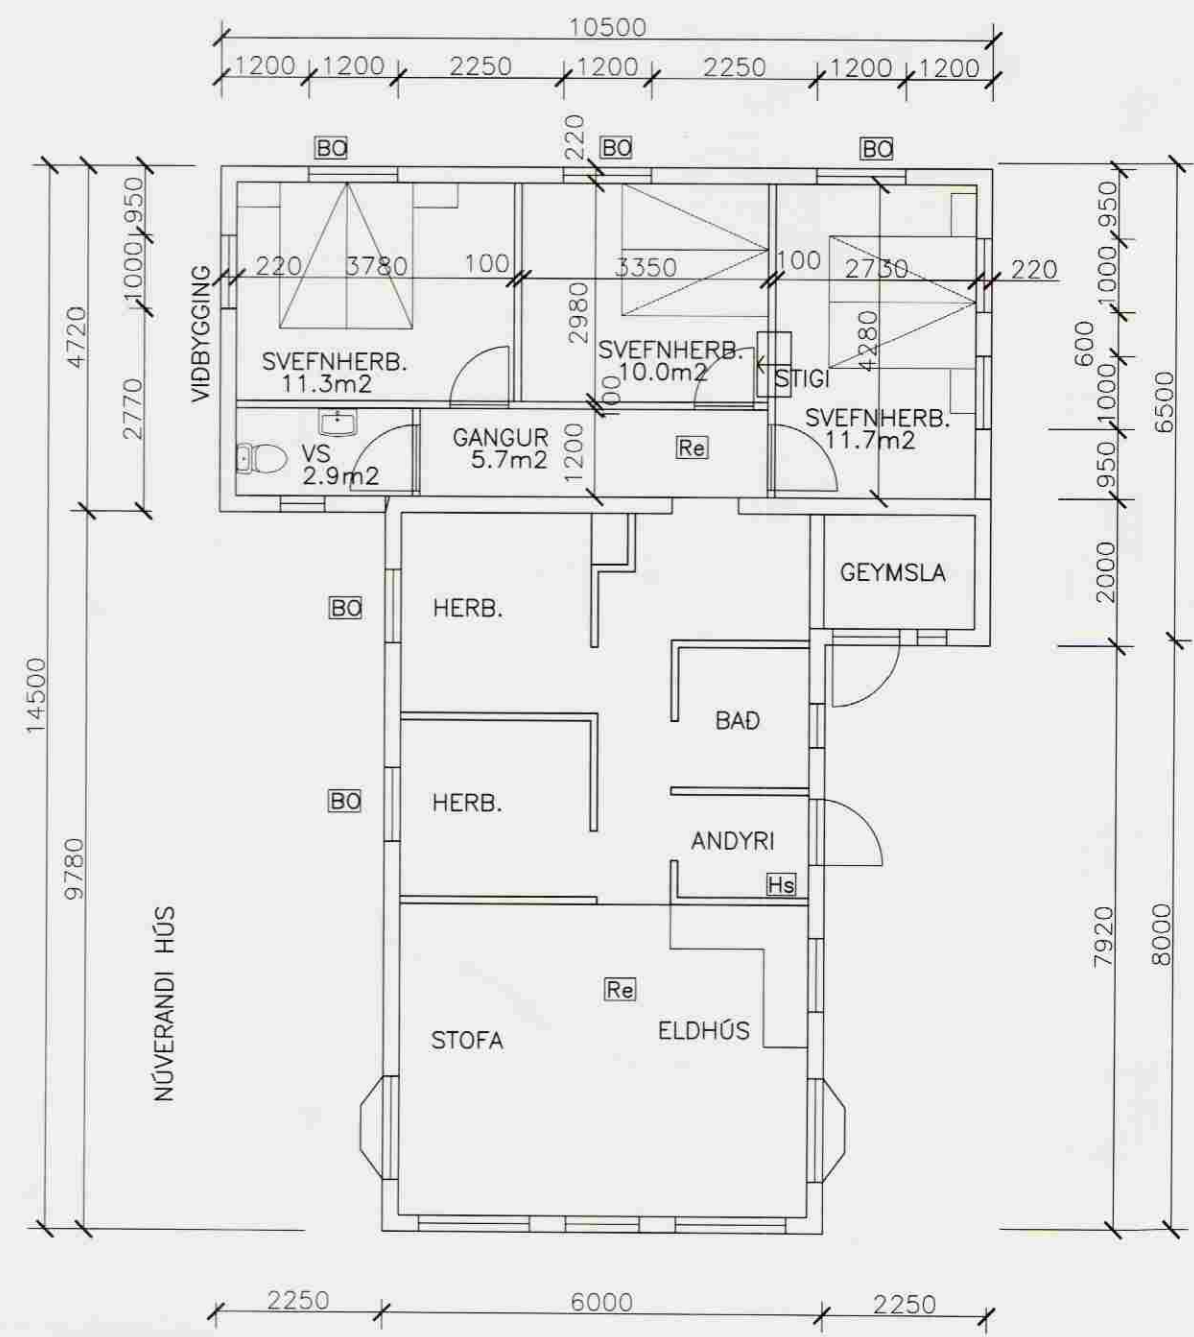 10500
1200 1200 2250 1200 2250 1200 1200
BO
220
BO
BO
950
1000
2770
4720
14500
9780
VIÐBYGGING
220 3780 100 3350 100 2730 220
2980
4280
SVEFNHERB.
11.3m2
SVEFNHERB.
10.0m2
STIGI
SVEFNHERB.
11.7m2
VS
2.9m2
GANGUR
5.7m2
1200
Re
950
1000
600
1000
950
2000
6500
7920
8000
BO
HERB.
GEYMSLA
BAÐ
BO
HERB.
ANDYRI
Hs
NÚVERANDI HÚS
Re
STOFA
ELDHÚS
2250 6000 2250